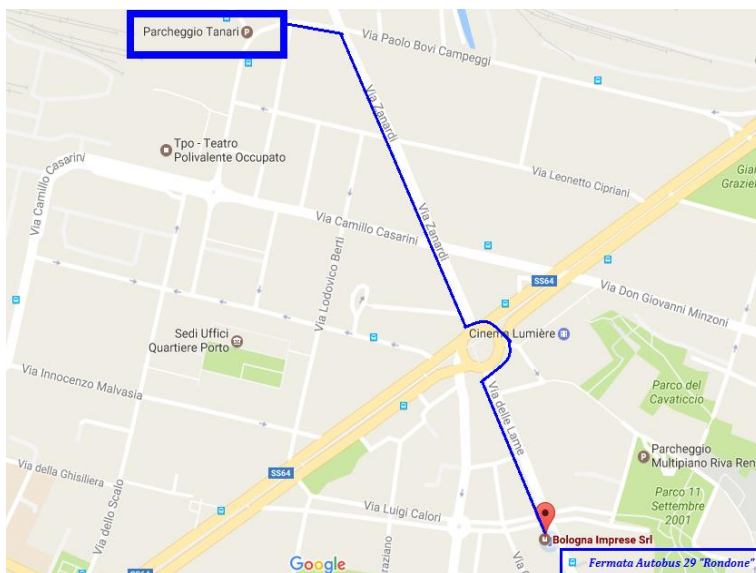 Parcheggio Tanari
P
Via Paolo Bovi Campeggi
Via Zanardi
Tpo - Teatro
Polivalente Occupato
Via Leonetto Cipriani
Via Camillo Casarini
Via Zanardi
Via Camillo Casarini
Via Lodovico Berti
SS64
Via Don Giovanni Minzoni
Cinema Lumière
Sedi Uffici
Quartiere Porto
Via Innocenzo Malvasia
Via delle Lame
Parco del
Cavaticcio
P
Parcheggio
Multipiano Riva Ren
Via della Ghisiliera
SS64
Via dello Scalo
Via Luigi Calori
Parco 11
Settembre
2001
Bologna Imprese Srl
Google
Fermata Autobus 29 "Rondone"
SS64